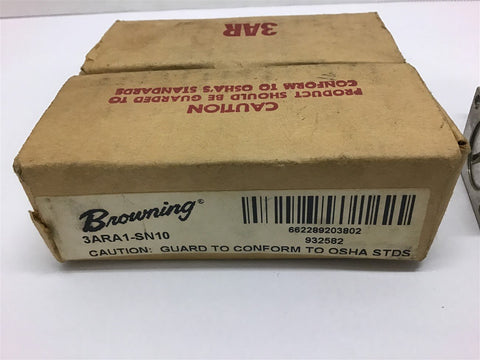 3AR
CAUTION
PRODUCT SHOULD BE GUARDED TO
CONFORM TO OSHA'S STANDARDS
Browning®
3ARA1-SN10
662289203802
932582
CAUTION: GUARD TO CONFORM TO OSHA STDS